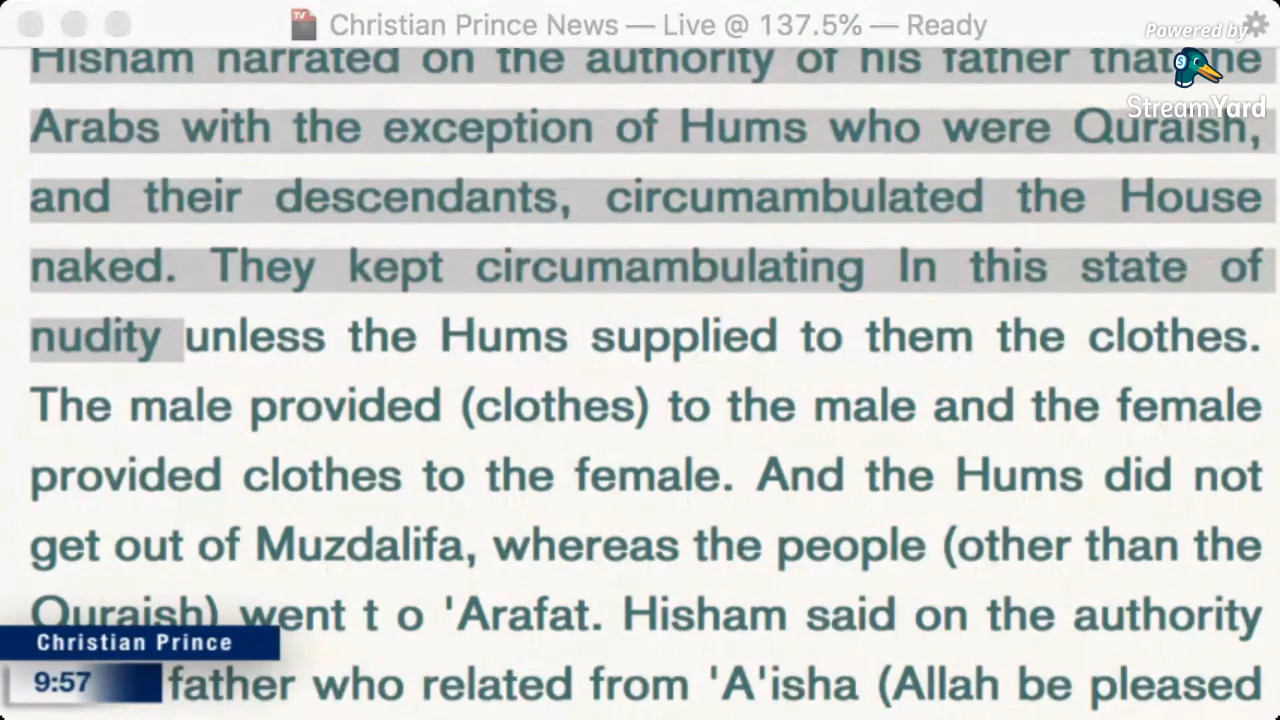 Christian Prince News — Live @ 137.5% — Ready
Powered by
StreamYard
Hisham narrated on the authority of his father that the
Arabs with the exception of Hums who were Quraish,
and their descendants, circumambulated the House
naked. They kept circumambulating In this state of
nudity unless the Hums supplied to them the clothes.
The male provided (clothes) to the male and the female
provided clothes to the female. And the Hums did not
get out of Muzdalifa, whereas the people (other than the
Quraish) went t o 'Arafat. Hisham said on the authority
father who related from 'A'isha (Allah be pleased
Christian Prince
9:57